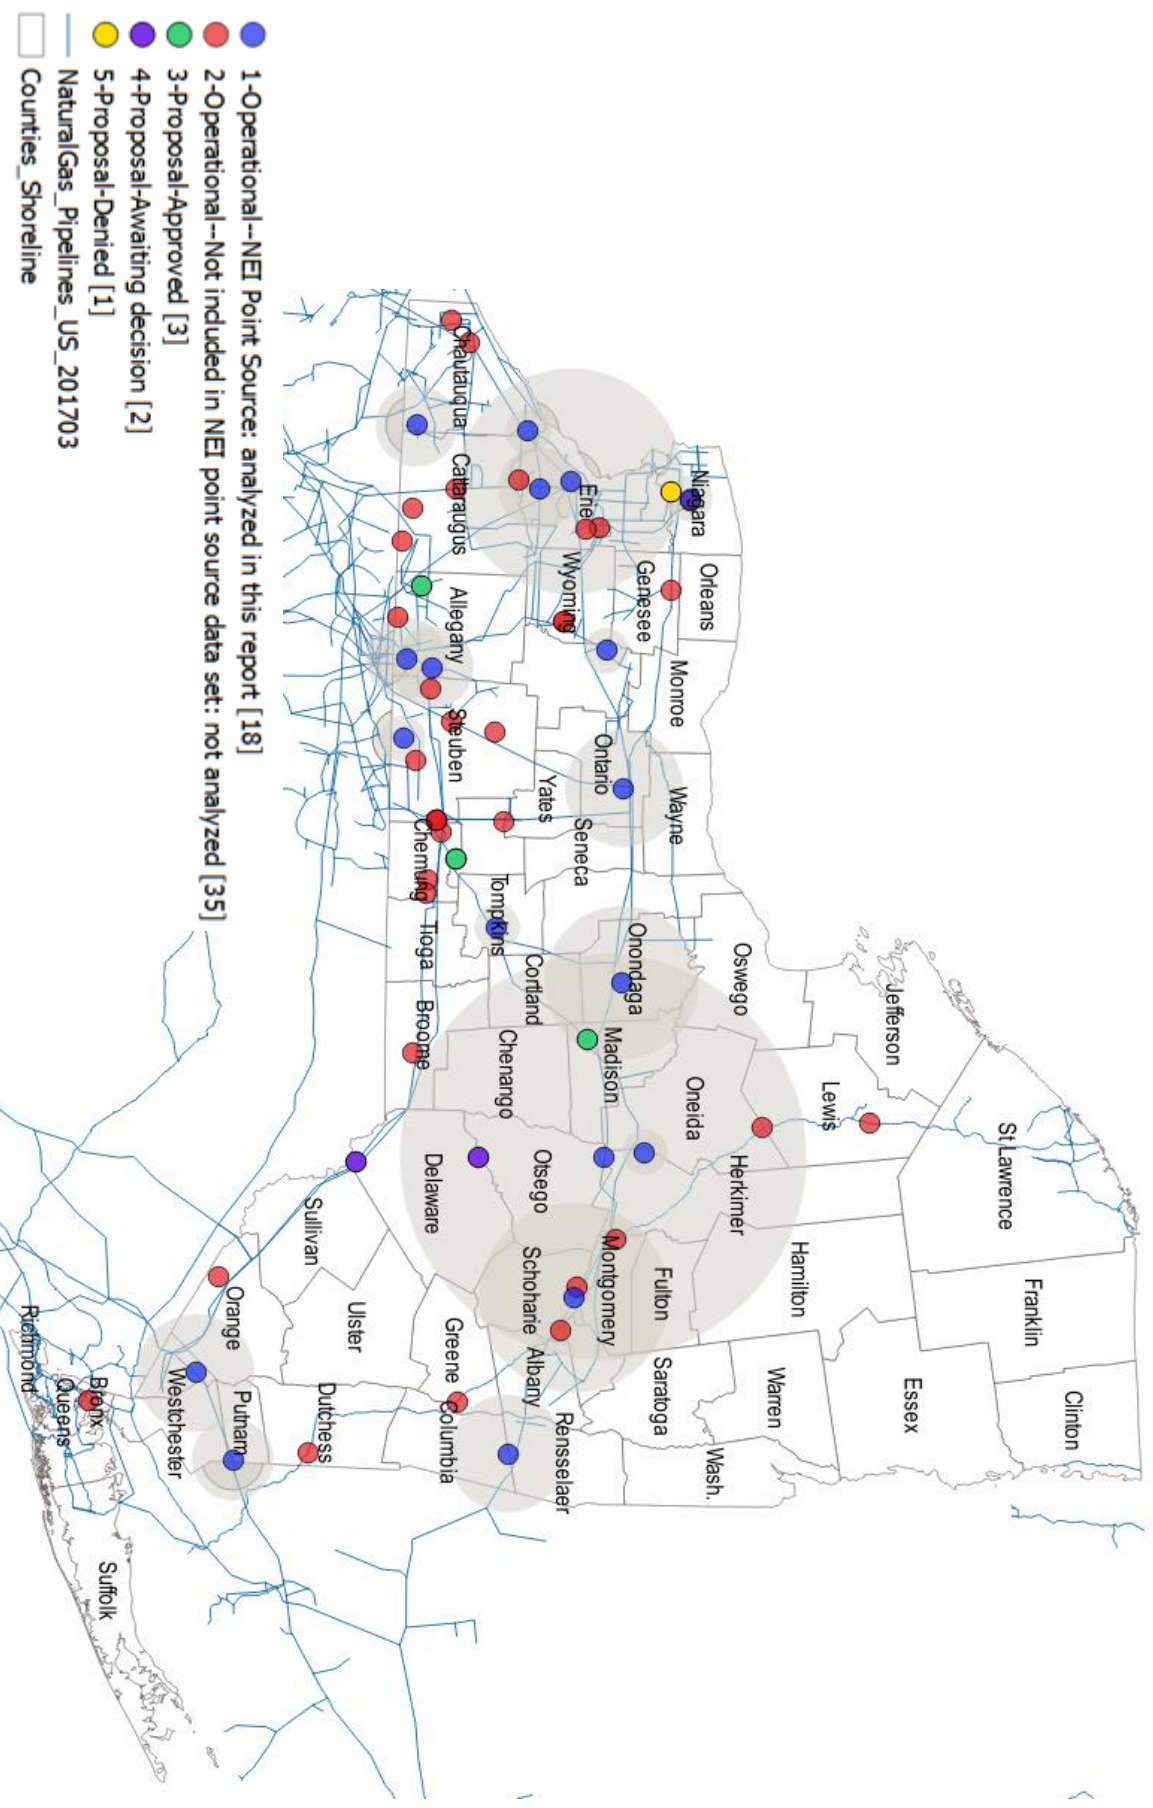 1-Operational--NEI Point Source: analyzed in this report [18]
2-Operational--Not included in NEI point source data set: not analyzed [35]
3-Proposal-Approved [3]
4-Proposal-Awaiting decision [2]
5-Proposal-Denied [1]
NaturalGas_Pipelines_US_201703
Counties_Shoreline
Clinton
Franklin
St Lawrence
Essex
Jefferson
Lewis
Hamilton
Warren
Wash.
Oswego
Herkimer
Oneida
Fulton
Saratoga
Niagara
Orleans
Monroe
Wayne
Genesee
Erie
Wyoming
Ontario
Seneca
Yates
Onondaga
Madison
Montgomery
Rensselaer
Albany
Schoharie
Otsego
Cortland
Chenango
Tompkins
Chautauqua
Cattaraugus
Allegany
Steuben
Chemung
Tioga
Broome
Delaware
Greene
Columbia
Ulster
Sullivan
Dutchess
Orange
Putnam
Westchester
Bronx
Queens
Richmond
Suffolk